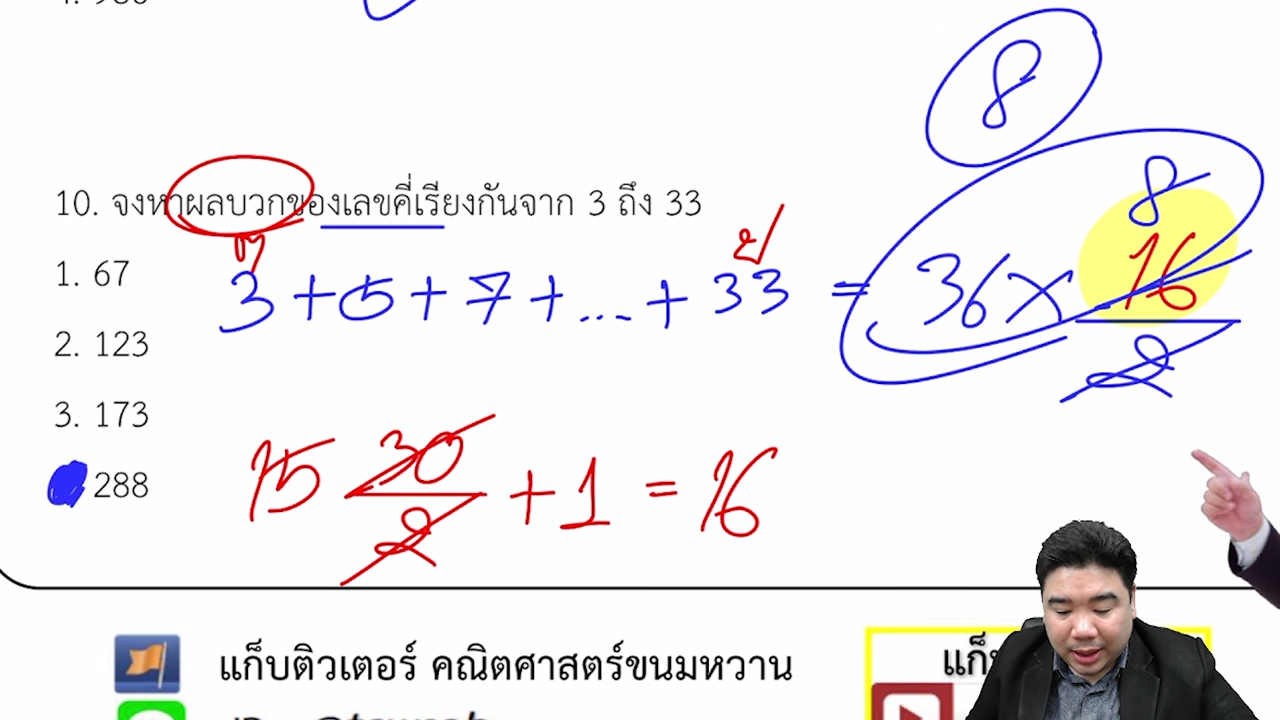 8
10. จงหาผลบวกของเลขคี่เรียงกันจาก 3 ถึง 33
1. 67
3 + 5 + 7 + ... + 33 = 36 × 16 8
2
2. 123
3. 173
288
15 30 + 1 = 16
2
แก็บติวเตอร์ คณิตศาสตร์ขนมหวาน